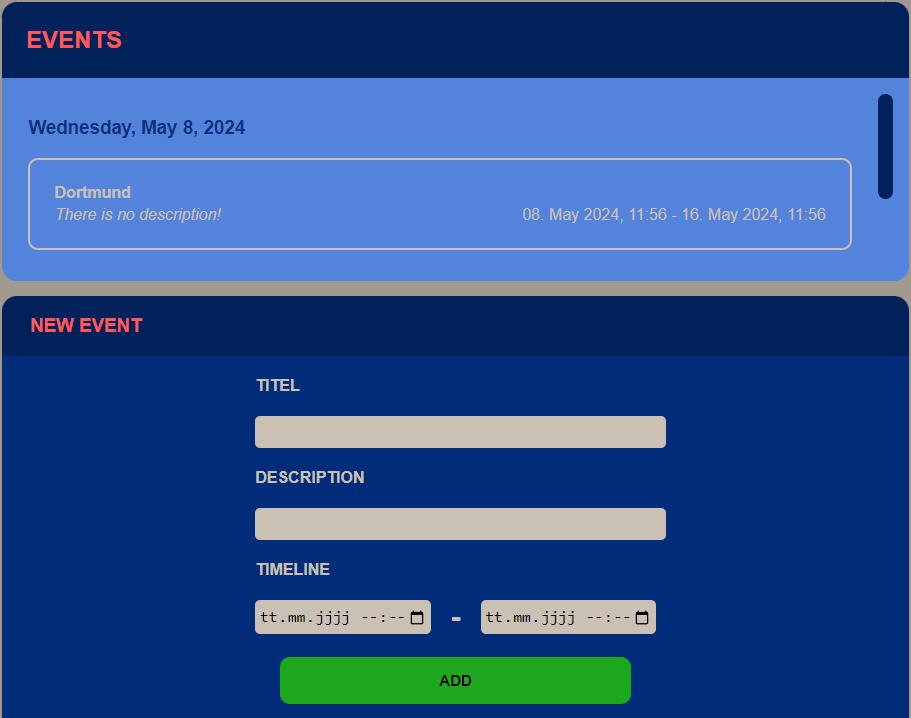 EVENTS
Wednesday, May 8, 2024
Dortmund
There is no description!
08. May 2024, 11:56 - 16. May 2024, 11:56
NEW EVENT
TITEL
DESCRIPTION
TIMELINE
tt.mm.jjjj --:-- - tt.mm.jjjj --:--
ADD